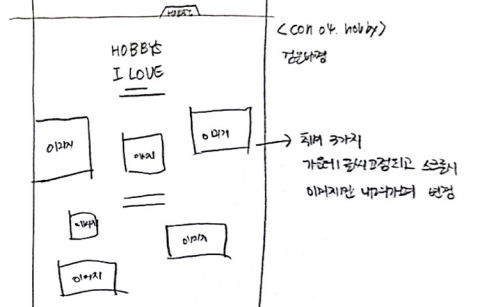 HOBBY
HOBBYS
I LOVE
<con 04. hobby>
검은배경
이미지
이미지
이미지
취미 3가지
가운데 글씨 고정되고 스크롤시
이미지만 내려가며 변경
이미지
이미지
이미지